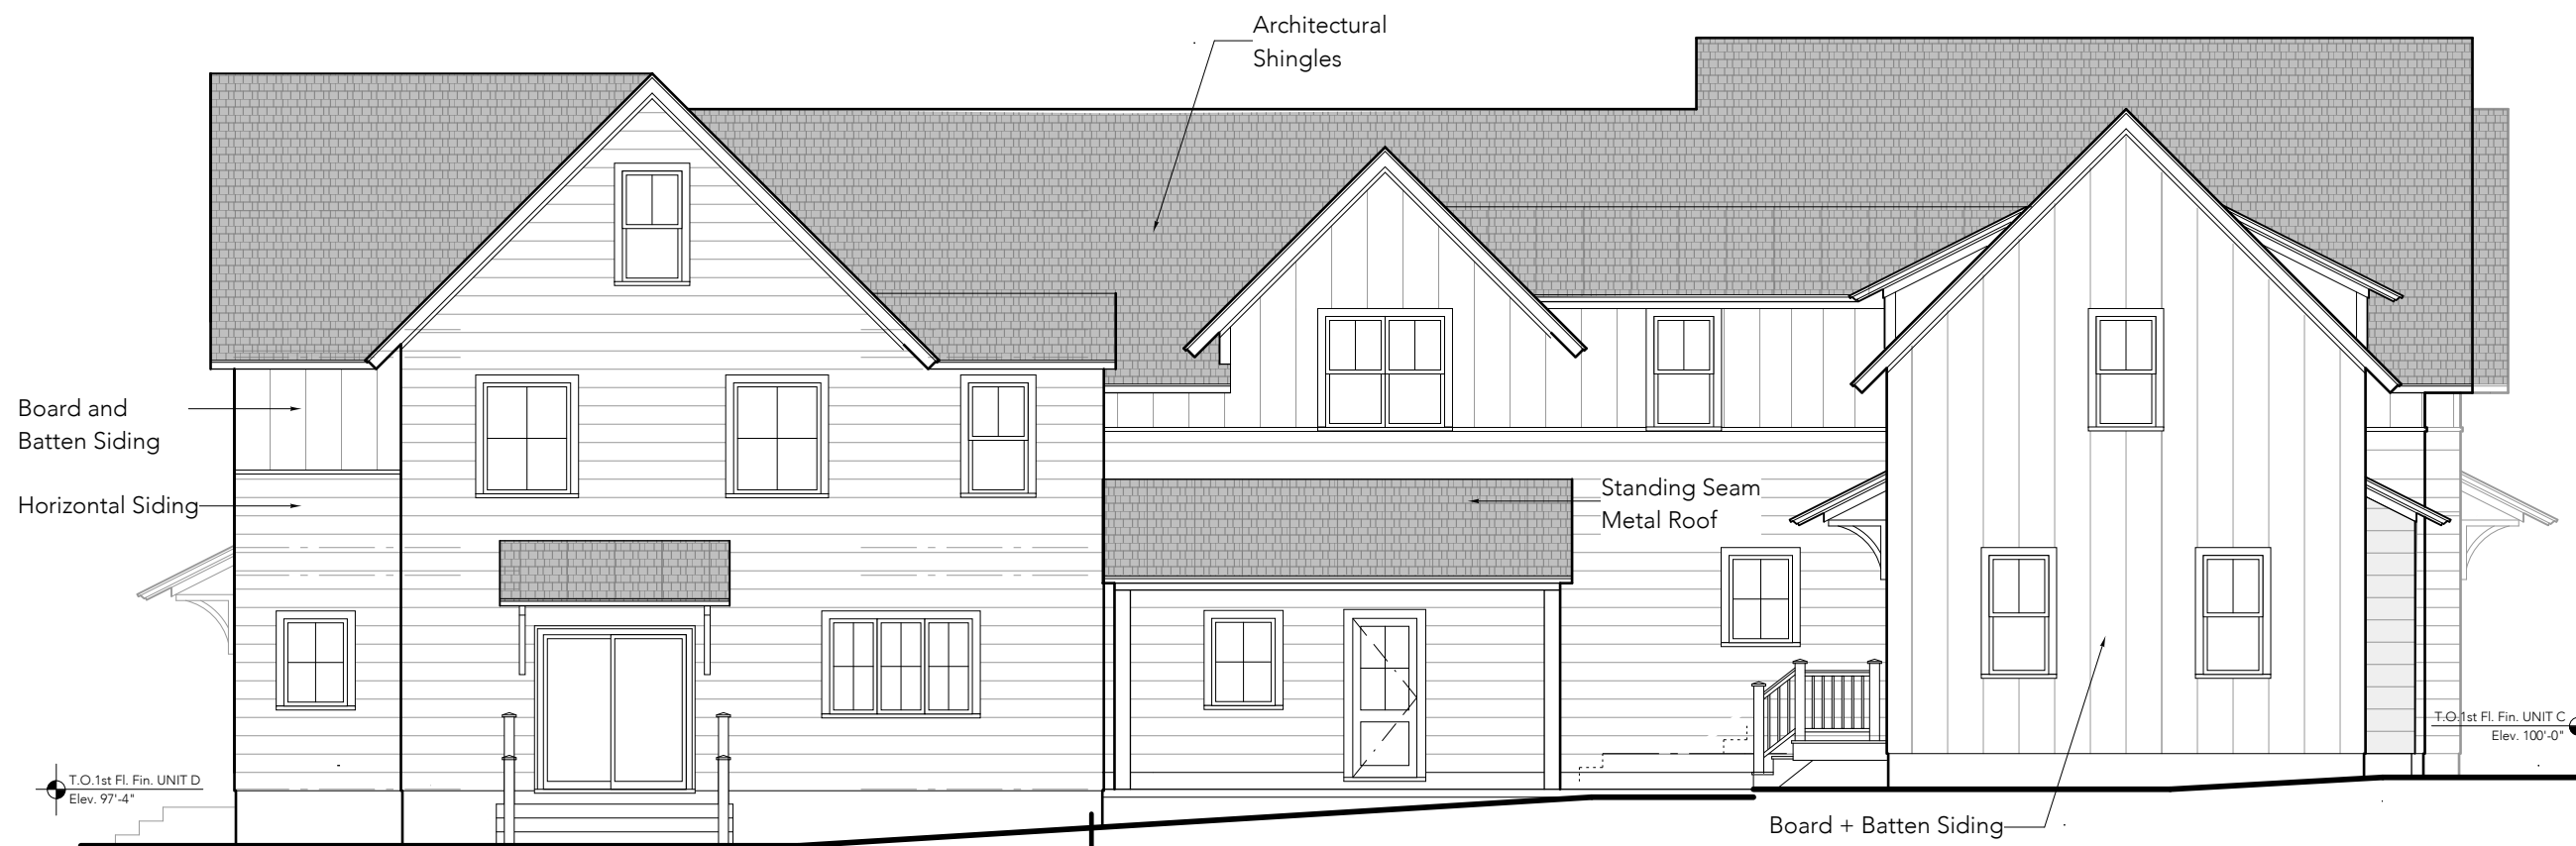 Architectural
Shingles
Board and
Batten Siding
Horizontal Siding
Standing Seam
Metal Roof
T.O.1st Fl. Fin. UNIT C
Elev. 100'-0"
T.O.1st Fl. Fin. UNIT D
Elev. 97'-4"
Board + Batten Siding